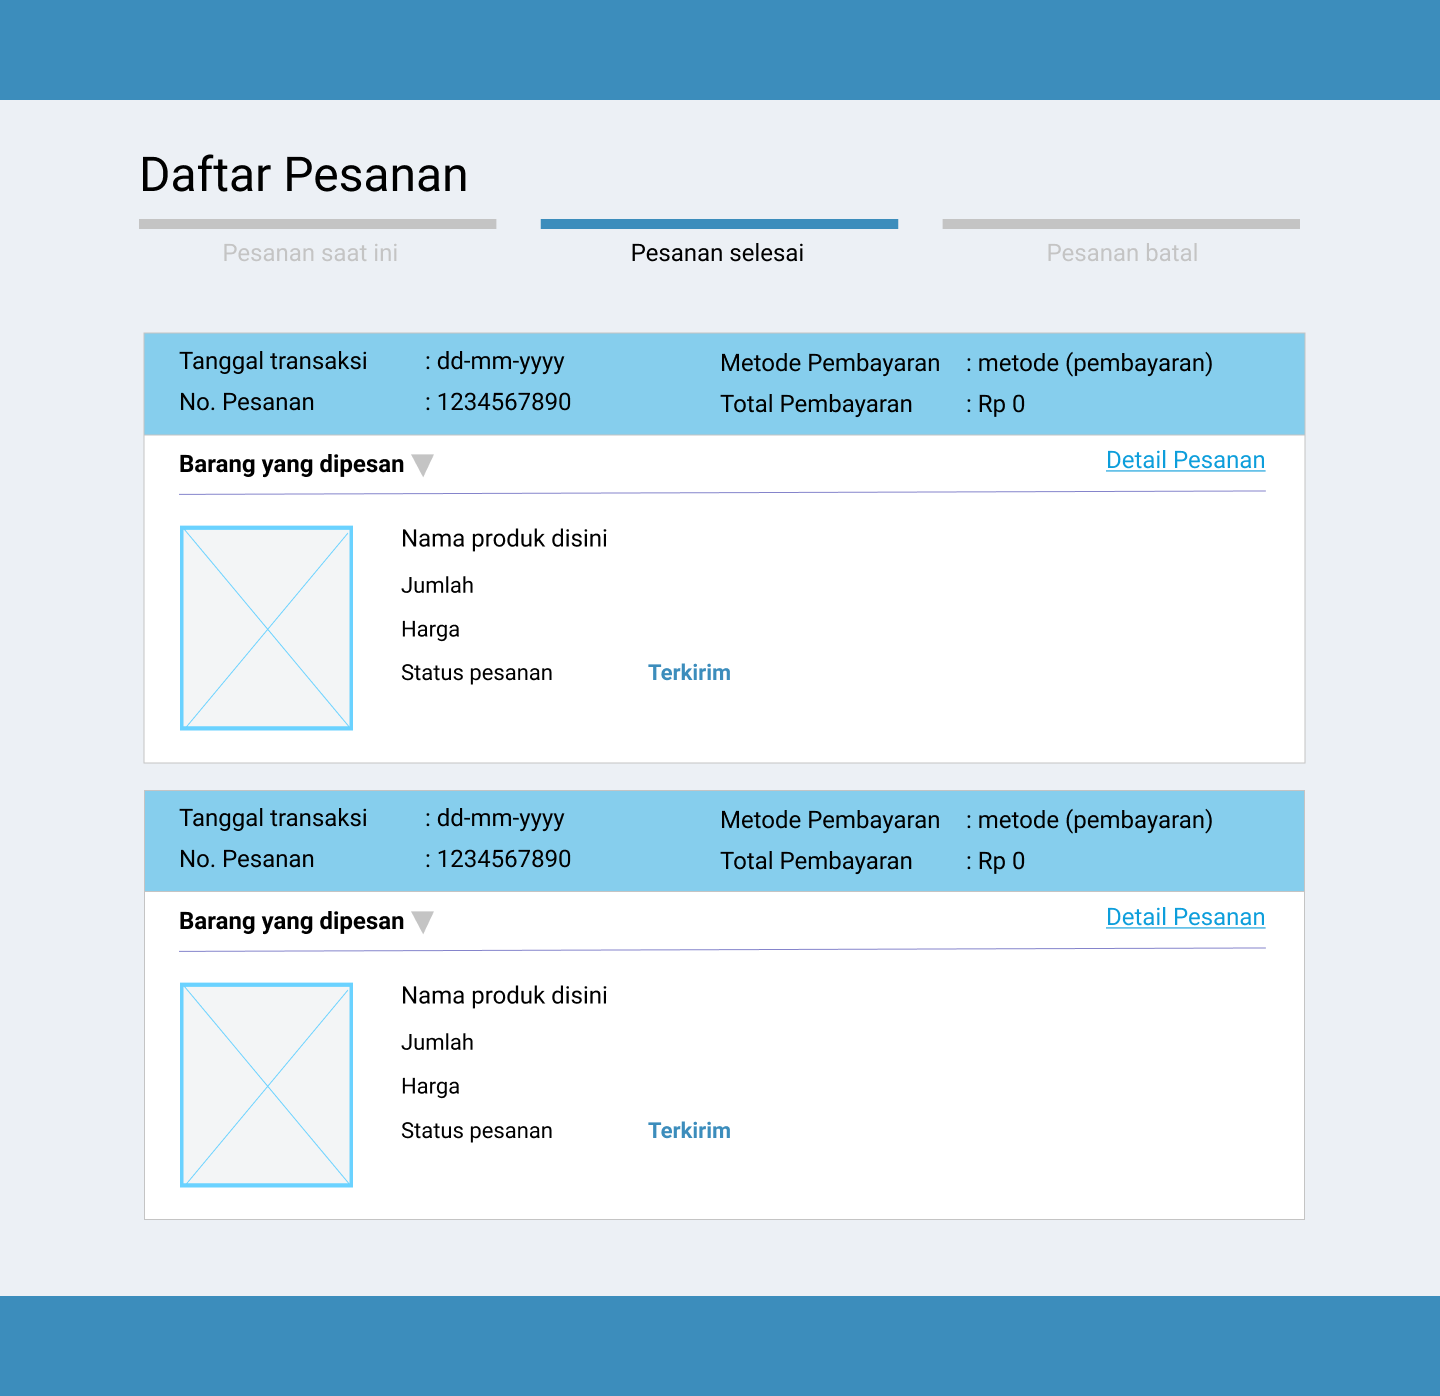 Daftar Pesanan
Pesanan saat ini
Pesanan selesai
Pesanan batal
Tanggal transaksi : dd-mm-yyyy Metode Pembayaran : metode (pembayaran)
No. Pesanan : 1234567890 Total Pembayaran : Rp 0
Barang yang dipesan Detail Pesanan
Nama produk disini
Jumlah
Harga
Status pesanan Terkirim
Tanggal transaksi : dd-mm-yyyy Metode Pembayaran : metode (pembayaran)
No. Pesanan : 1234567890 Total Pembayaran : Rp 0
Barang yang dipesan Detail Pesanan
Nama produk disini
Jumlah
Harga
Status pesanan Terkirim